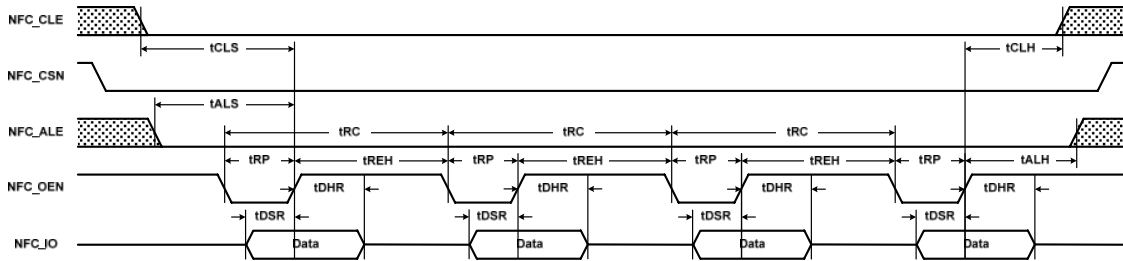 NFC_CLE
tCLS tCLH
NFC_CSN
tALS
NFC_ALE tRC tRC tRC
tRP tREH tRP tREH tRP tREH tRP tALH
NFC_OEN tDHR tDHR tDHR tDHR
tDSR tDSR tDSR tDSR
NFC_IO Data Data Data Data